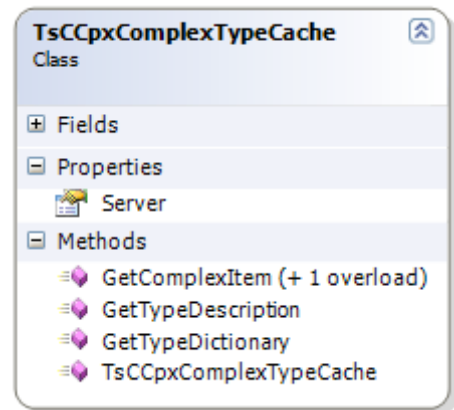 TsCCpxComplexTypeCache
Class
Fields
Properties
Server
Methods
GetComplexItem (+ 1 overload)
GetTypeDescription
GetTypeDictionary
TsCCpxComplexTypeCache